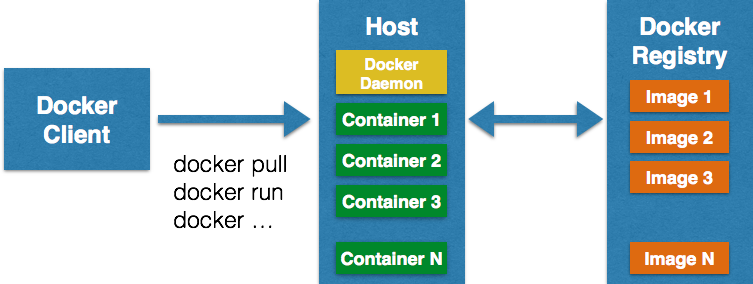 Docker
Client
docker pull
docker run
docker ...
Host
Docker
Daemon
Container 1
Container 2
Container 3
Container N
Docker
Registry
Image 1
Image 2
Image 3
Image N